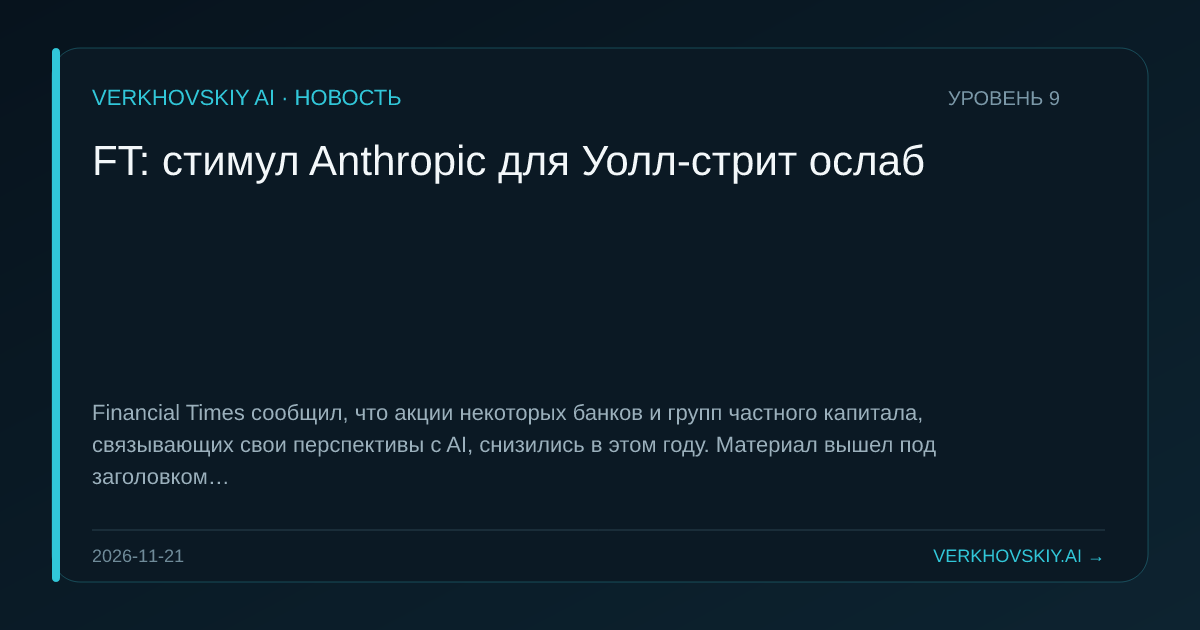 VERKHOVSKIY AI · НОВОСТЬ
УРОВЕНЬ 9
FT: стимул Anthropic для Уолл-стрит ослаб
Financial Times сообщил, что акции некоторых банков и групп частного капитала,
связывающих свои перспективы с AI, снизились в этом году. Материал вышел под
заголовком…
2026-11-21
VERKHOVSKIY.AI →